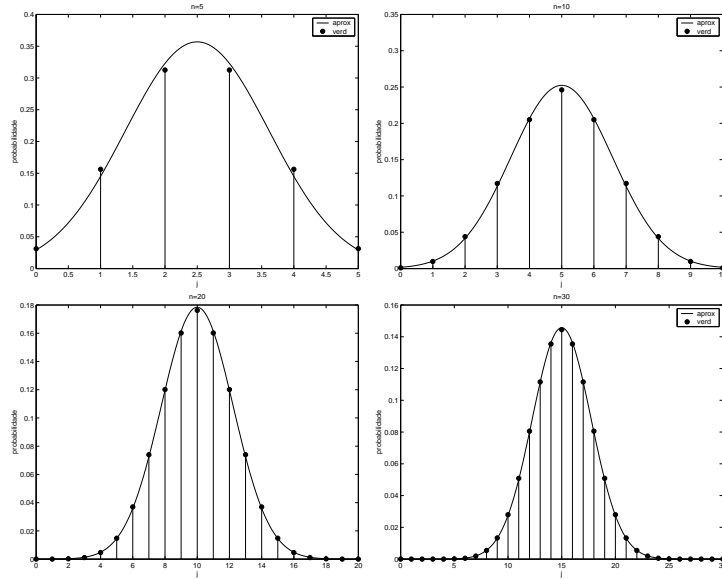 n=5
0.4
0.35
0.3
0.25
0.2
0.15
0.1
0.05
0
probabilidade
0 0.5 1 1.5 2 2.5 3 3.5 4 4.5 5
j
aprox
verd
n=10
0.35
0.3
0.25
0.2
0.15
0.1
0.05
0
probabilidade
0 1 2 3 4 5 6 7 8 9 10
j
aprox
verd
n=20
0.18
0.16
0.14
0.12
0.1
0.08
0.06
0.04
0.02
0
probabilidade
0 2 4 6 8 10 12 14 16 18 20
j
n=30
0.16
0.14
0.12
0.1
0.08
0.06
0.04
0.02
0
probabilidade
0 5 10 15 20 25 30
j
aprox
verd